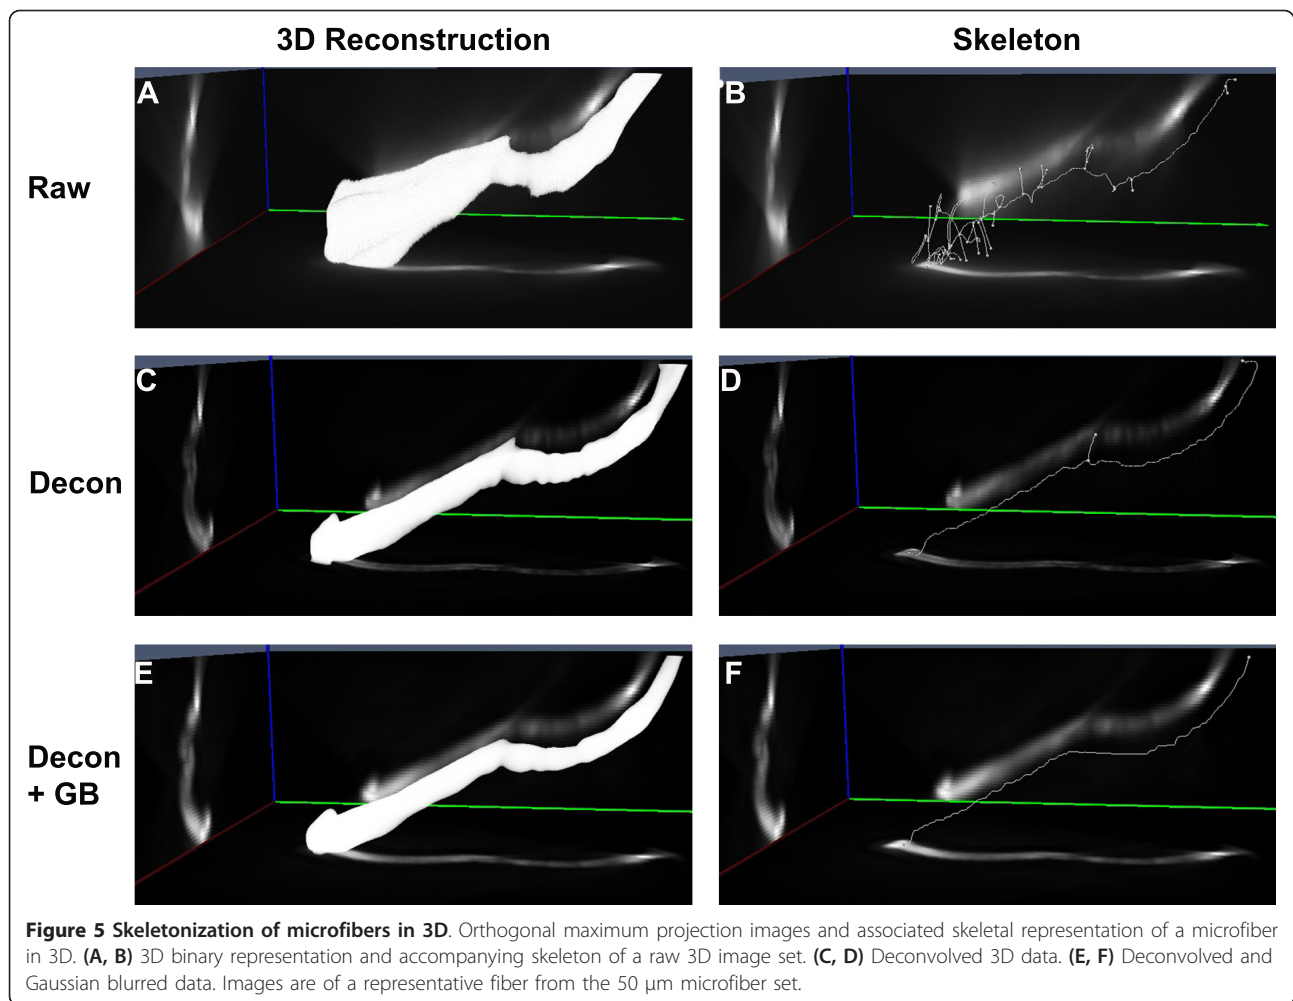 3D Reconstruction
Skeleton
Raw
A
B
Decon
C
D
Decon
+ GB
E
F
Figure 5 Skeletonization of microfibers in 3D. Orthogonal maximum projection images and associated skeletal representation of a microfiber
in 3D. (A, B) 3D binary representation and accompanying skeleton of a raw 3D image set. (C, D) Deconvolved 3D data. (E, F) Deconvolved and
Gaussian blurred data. Images are of a representative fiber from the 50 μm microfiber set.